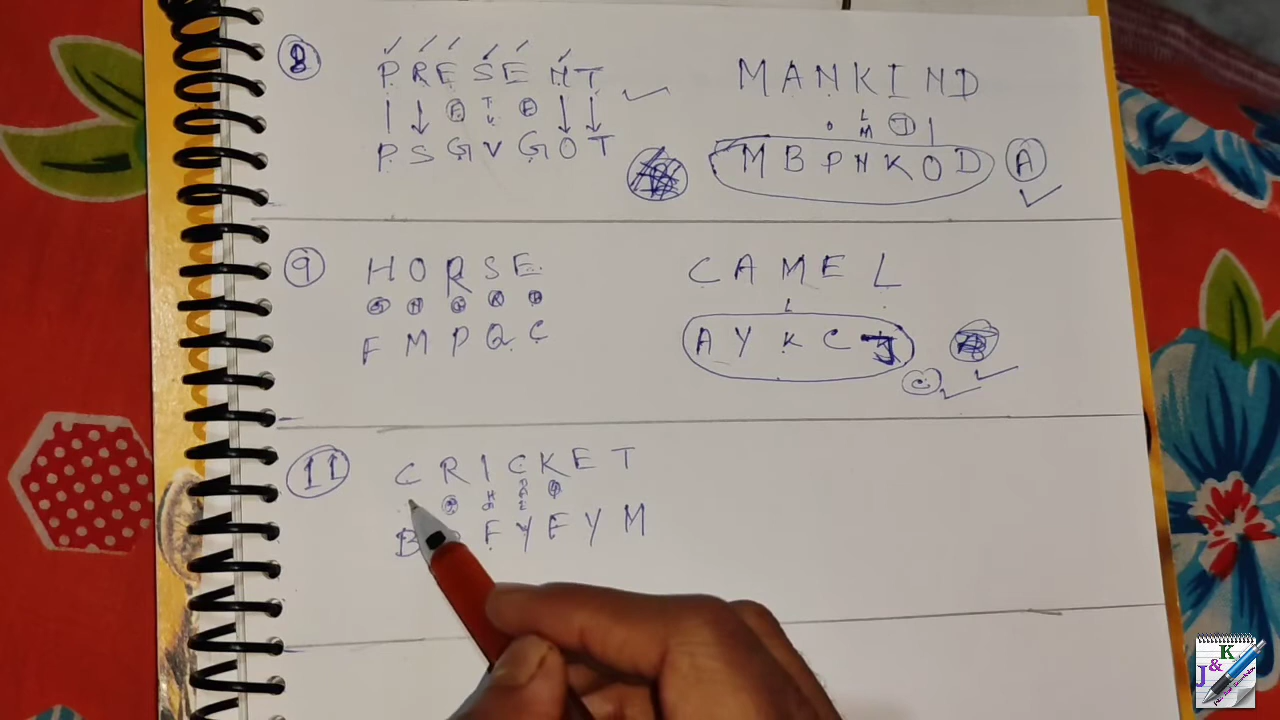 8 PRESENT MANKIND
E T E O L J
V M
PSGVGOT MBPNKOD A
9 HORSE CAMEL
G N Q R D L
FMPQC AYKCJ C
11 CRICKET
H
G
B FYFYM
J&K